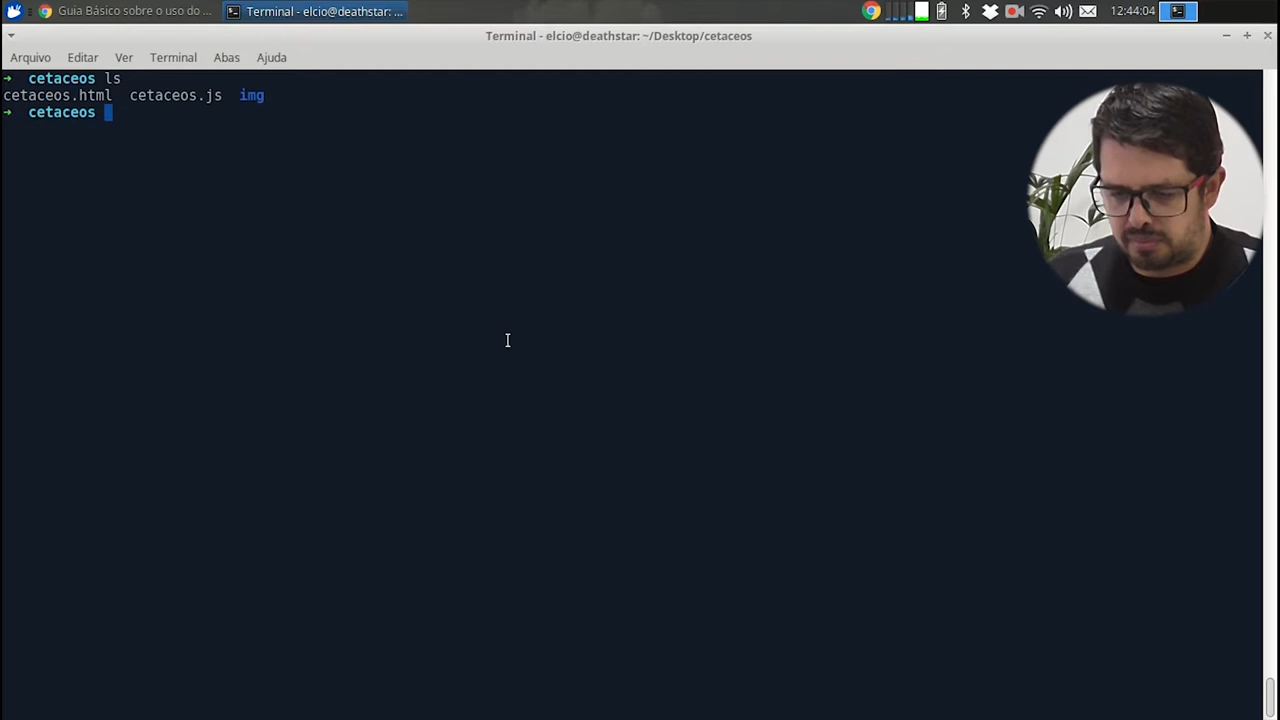 Guia Básico sobre o uso do ...
Terminal - elcio@deathstar: ...
12:44:04
Terminal - elcio@deathstar: ~/Desktop/cetaceos
Arquivo Editar Ver Terminal Abas Ajuda
→ cetaceos ls
cetaceos.html cetaceos.js img
→ cetaceos